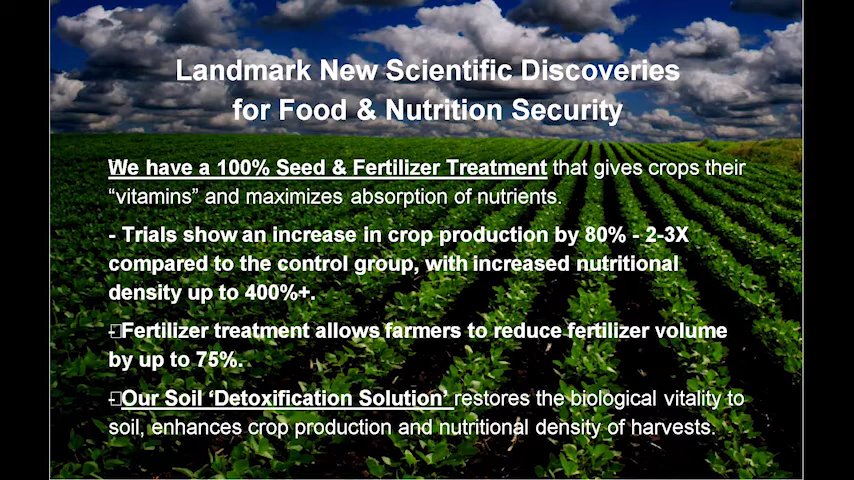 Landmark New Scientific Discoveries
for Food & Nutrition Security
We have a 100% Seed & Fertilizer Treatment that gives crops their
“vitamins” and maximizes absorption of nutrients.
- Trials show an increase in crop production by 80% - 2-3X
compared to the control group, with increased nutritional
density up to 400%+.
-Fertilizer treatment allows farmers to reduce fertilizer volume
by up to 75%.
-Our Soil ‘Detoxification Solution’ restores the biological vitality to
soil, enhances crop production and nutritional density of harvests.